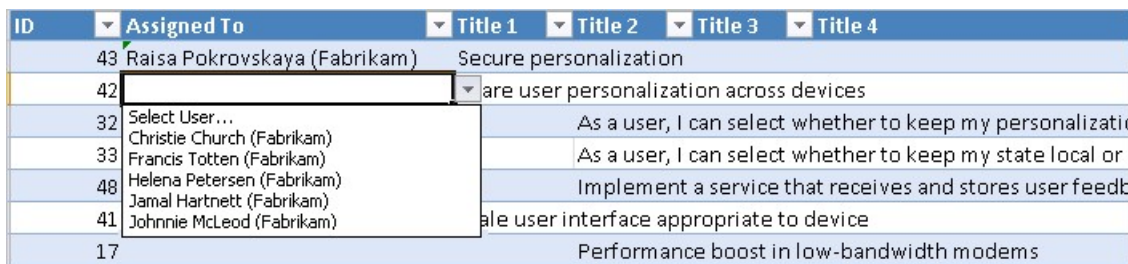 ID Assigned To Title 1 Title 2 Title 3 Title 4
43 Raisa Pokrovskaya (Fabrikam) Secure personalization
42 are user personalization across devices
Select User...
32 As a user, I can select whether to keep my
Christie Church (Fabrikam)
Francis Totten (Fabrikam)
33 As a user, I can select whether to keep my state local or
Helena Petersen (Fabrikam)
48 Implement a service that receives and stores user
Jamal Hartnett (Fabrikam)
Johnnie McLeod (Fabrikam)
41 user interface appropriate to device
17 Performance boost in low-bandwidth modems